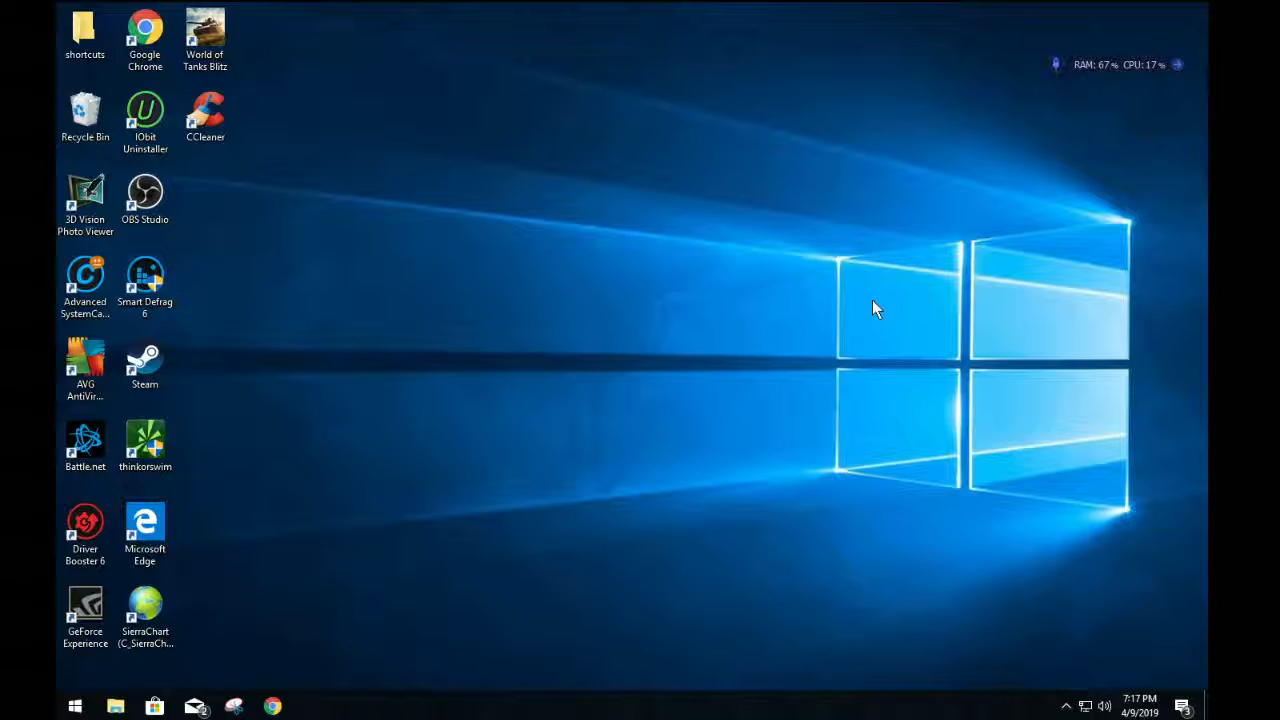 shortcuts
Google
Chrome
World of
Tanks Blitz
RAM: 67% CPU: 17%
Recycle Bin
IObit
Uninstaller
CCleaner
3D Vision
Photo Viewer
OBS Studio
Advanced
SystemCa...
Smart Defrag
6
AVG
AntiVir...
Steam
Battle.net
thinkorswim
Driver
Booster 6
Microsoft
Edge
GeForce
Experience
SierraChart
(C_SierraCh...
2
7:17 PM
4/9/2019
3